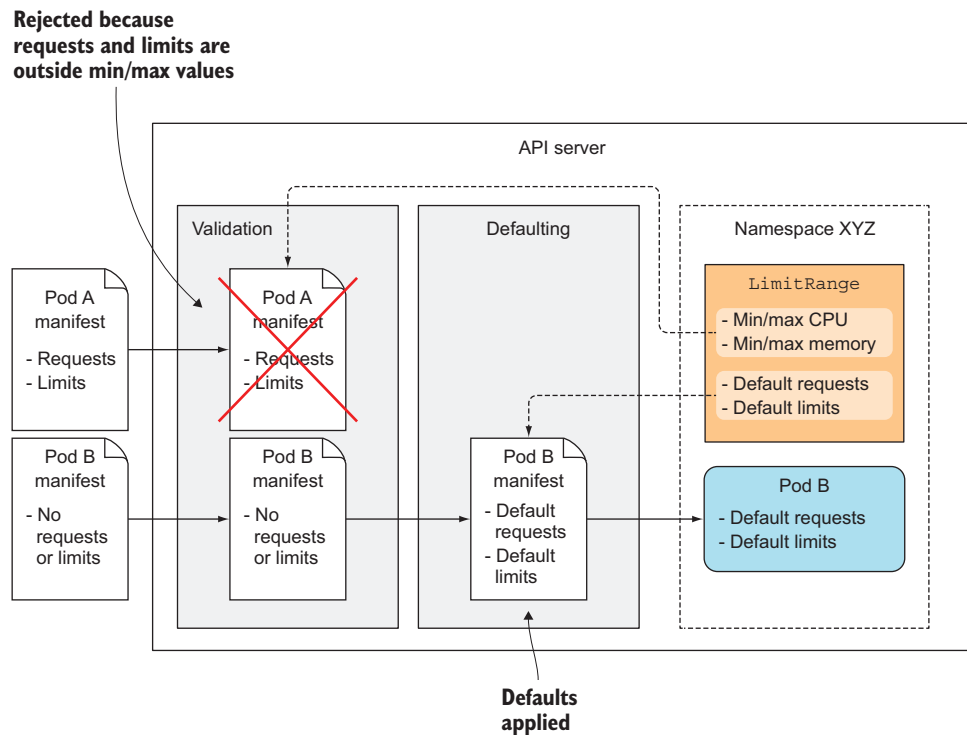 Rejected because
requests and limits are
outside min/max values
API server
Validation
Defaulting
Namespace XYZ
Pod A
manifest
- Requests
- Limits
Pod A
manifest
- Requests
- Limits
LimitRange
- Min/max CPU
- Min/max memory
- Default requests
- Default limits
Pod B
manifest
- No
requests
or limits
Pod B
manifest
- No
requests
or limits
Pod B
manifest
- Default
requests
- Default
limits
Pod B
- Default requests
- Default limits
Defaults
applied